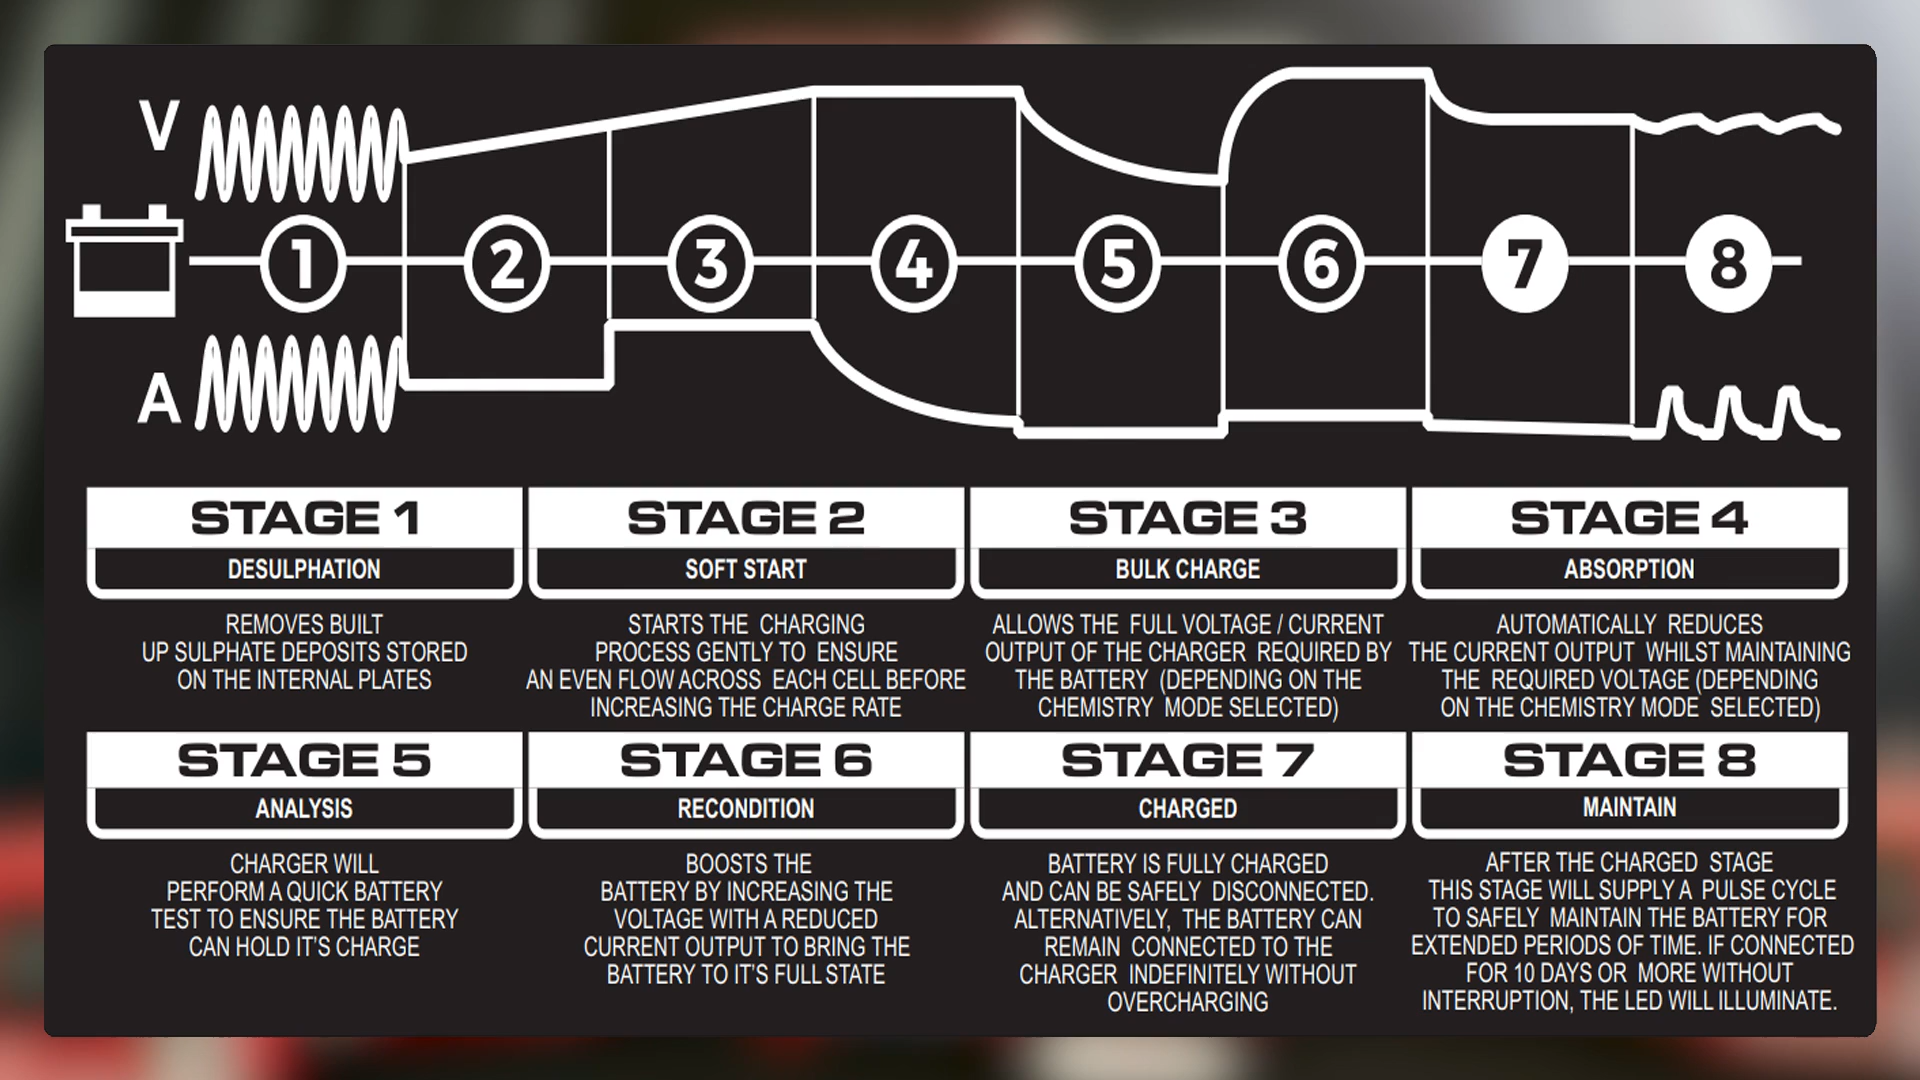 V
1 2 3 4 5 6 7 8
A
STAGE 1
DESULPHATION
REMOVES BUILT
UP SULPHATE DEPOSITS STORED
ON THE INTERNAL PLATES
STAGE 2
SOFT START
STARTS THE CHARGING
PROCESS GENTLY TO ENSURE
AN EVEN FLOW ACROSS EACH CELL BEFORE
INCREASING THE CHARGE RATE
STAGE 3
BULK CHARGE
ALLOWS THE FULL VOLTAGE / CURRENT
OUTPUT OF THE CHARGER REQUIRED BY
THE BATTERY (DEPENDING ON THE
CHEMISTRY MODE SELECTED)
STAGE 4
ABSORPTION
AUTOMATICALLY REDUCES
THE CURRENT OUTPUT WHILST MAINTAINING
THE REQUIRED VOLTAGE (DEPENDING
ON THE CHEMISTRY MODE SELECTED)
STAGE 5
ANALYSIS
CHARGER WILL
PERFORM A QUICK BATTERY
TEST TO ENSURE THE BATTERY
CAN HOLD IT'S CHARGE
STAGE 6
RECONDITION
BOOSTS THE
BATTERY BY INCREASING THE
VOLTAGE WITH A REDUCED
CURRENT OUTPUT TO BRING THE
BATTERY TO IT'S FULL STATE
STAGE 7
CHARGED
BATTERY IS FULLY CHARGED
AND CAN BE SAFELY DISCONNECTED.
ALTERNATIVELY, THE BATTERY CAN
REMAIN CONNECTED TO THE
CHARGER INDEFINITELY WITHOUT
OVERCHARGING
STAGE 8
MAINTAIN
AFTER THE CHARGED STAGE
THIS STAGE WILL SUPPLY A PULSE CYCLE
TO SAFELY MAINTAIN THE BATTERY FOR
EXTENDED PERIODS OF TIME. IF CONNECTED
FOR 10 DAYS OR MORE WITHOUT
INTERRUPTION, THE LED WILL ILLUMINATE.